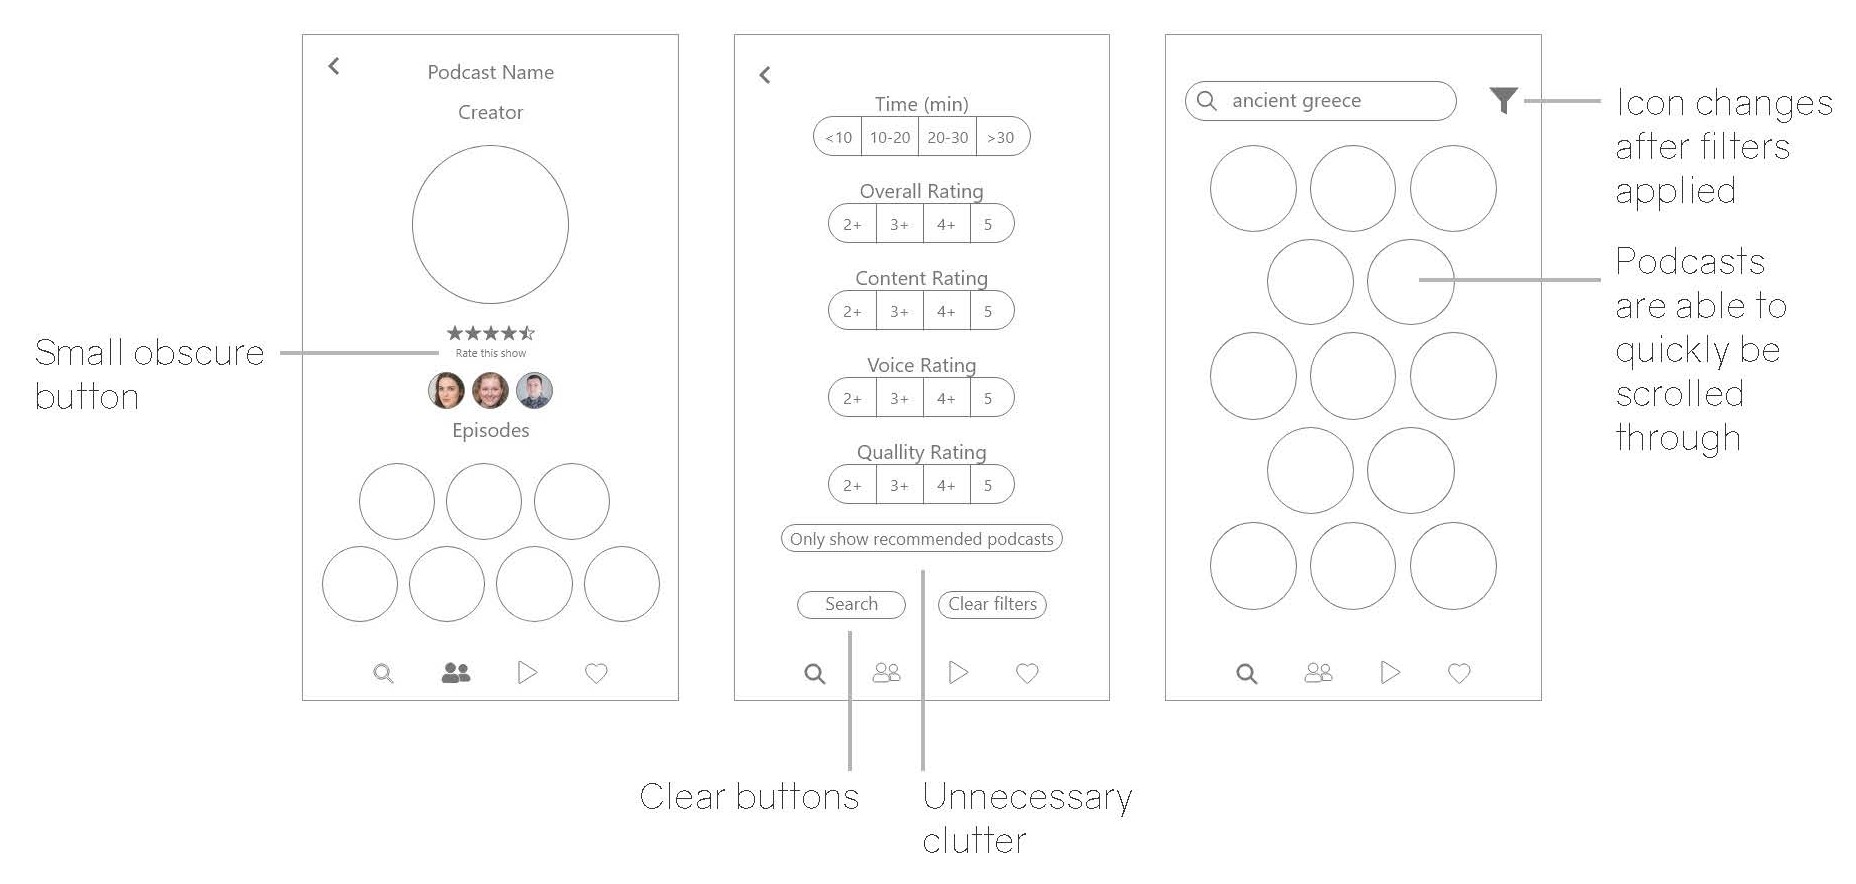 Podcast Name
Creator
Rate this show
Episodes
Small obscure
button
Time (min)
<10 10-20 20-30 >30
Overall Rating
2+ 3+ 4+ 5
Content Rating
2+ 3+ 4+ 5
Voice Rating
2+ 3+ 4+ 5
Quallity Rating
2+ 3+ 4+ 5
Only show recommended podcasts
Search Clear filters
Clear buttons
Unnecessary
clutter
ancient greece
Icon changes
after filters
applied
Podcasts
are able to
quickly be
scrolled
through